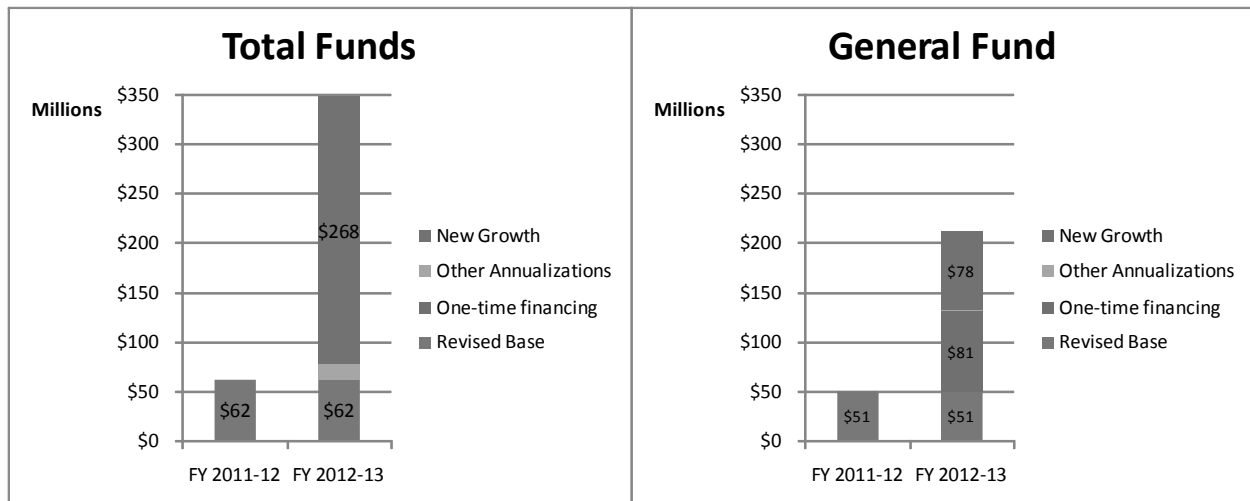 Total Funds
Millions
$350
$300
$250
$200
$150
$100
$50
$0
$268
$62
$62
FY 2011-12
FY 2012-13
New Growth
Other Annualizations
One-time financing
Revised Base
General Fund
Millions
$350
$300
$250
$200
$150
$100
$50
$0
$78
$81
$51
$51
FY 2011-12
FY 2012-13
New Growth
Other Annualizations
One-time financing
Revised Base